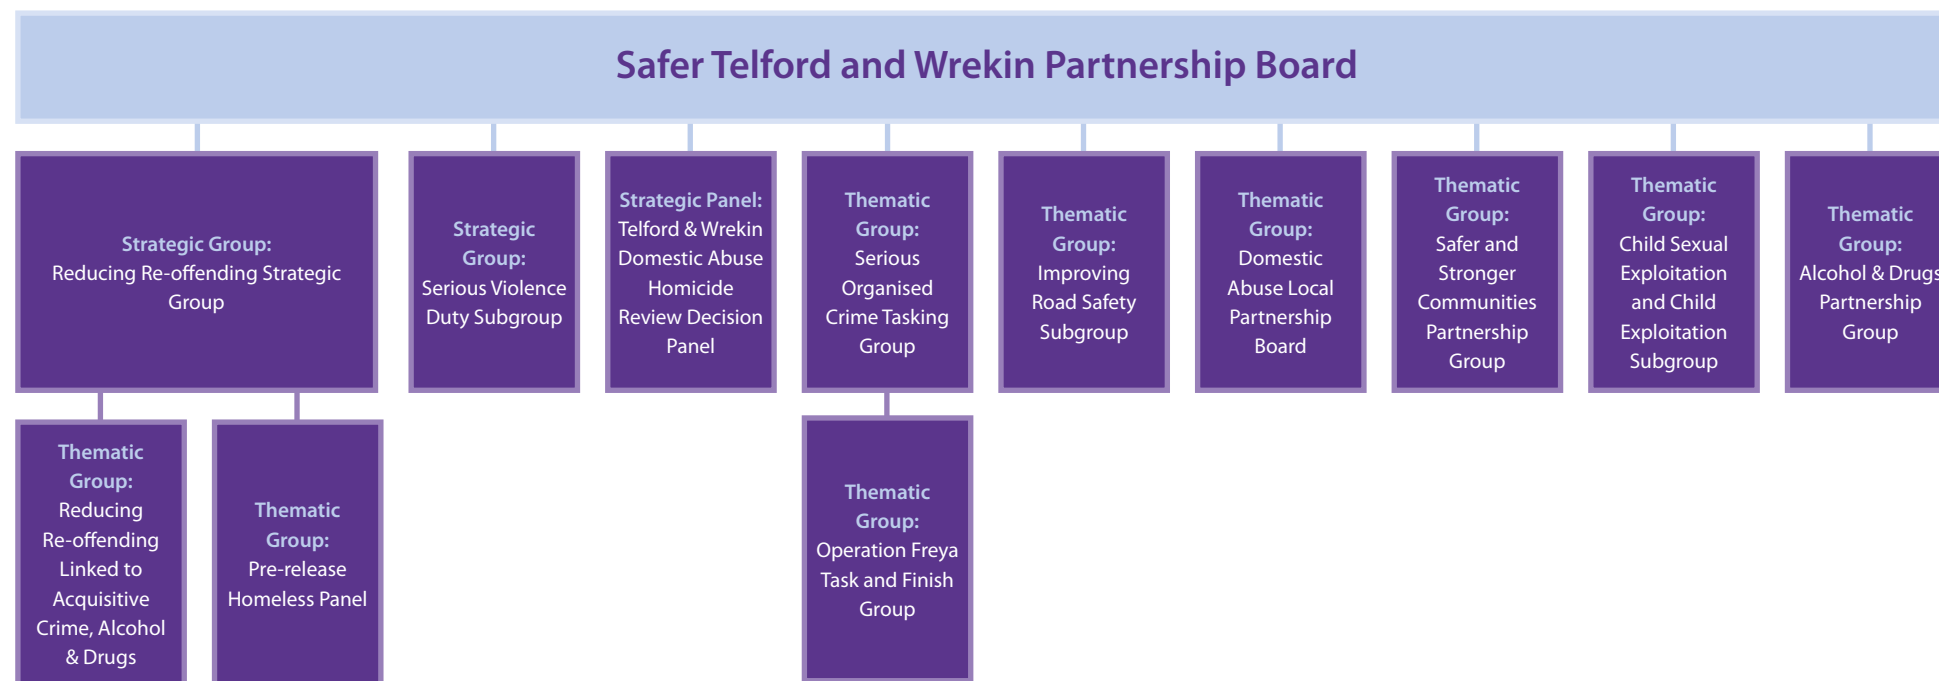 Safer Telford and Wrekin Partnership Board
Strategic Group:
Reducing Re-offending Strategic
Group
Strategic
Group:
Serious Violence
Duty Subgroup
Strategic Panel:
Telford & Wrekin
Domestic Abuse
Homicide
Review Decision
Panel
Thematic
Group:
Serious
Organised
Crime Tasking
Group
Thematic
Group:
Improving
Road Safety
Subgroup
Thematic
Group:
Domestic
Abuse Local
Partnership
Board
Thematic
Group:
Safer and
Stronger
Communities
Partnership
Group
Thematic
Group:
Child Sexual
Exploitation
and Child
Exploitation
Subgroup
Thematic
Group:
Alcohol & Drugs
Partnership
Group
Thematic
Group:
Reducing
Re-offending
Linked to
Acquisitive
Crime, Alcohol
& Drugs
Thematic
Group:
Pre-release
Homeless Panel
Thematic
Group:
Operation Freya
Task and Finish
Group